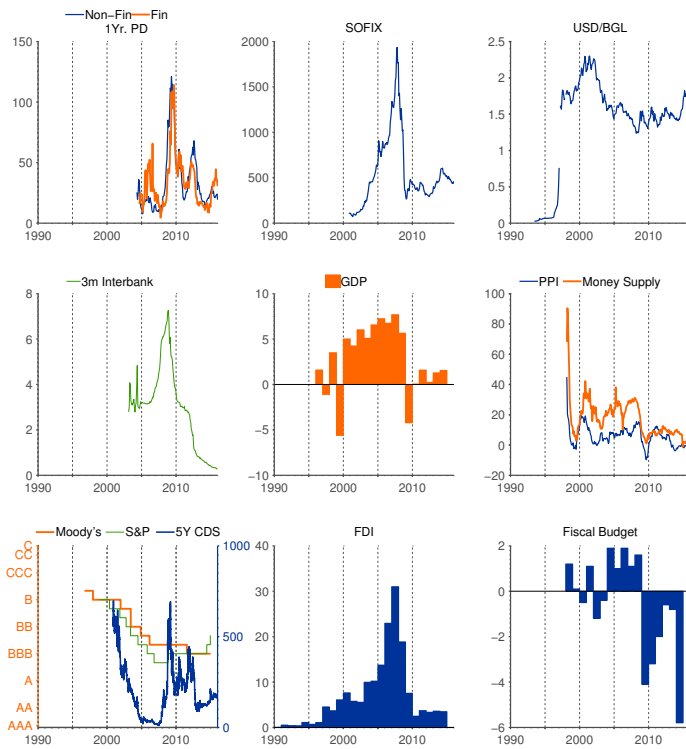 Non-Fin Fin
1Yr. PD
150
100
50
0
1990 2000 2010
SOFIX
2000
1500
1000
500
0
1990 2000 2010
USD/BGL
2.5
2
1.5
1
0.5
0
1990 2000 2010
3m Interbank
8
6
4
2
0
1990 2000 2010
GDP
10
5
0
−5
−10
1990 2000 2010
PPI Money Supply
100
80
60
40
20
0
−20
1990 2000 2010
Moody's S&P 5Y CDS
C
CC
CCC
B
BB
BBB
A
AA
AAA
1000
500
0
1990 2000 2010
FDI
40
30
20
10
0
1990 2000 2010
Fiscal Budget
2
0
−2
−4
−6
1990 2000 2010